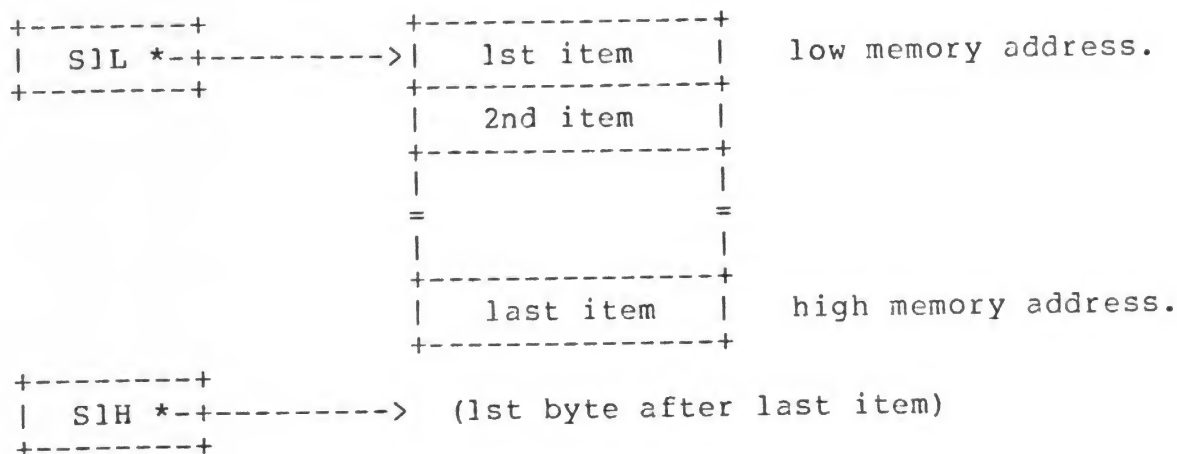 +---------+          +----------------+
|  S1L *-+--------->|   1st item     |   low memory address.
+---------+          +----------------+
                     |   2nd item     |
                     +----------------+
                     |                |
                     =                =
                     |                |
                     +----------------+
                     |   last item    |   high memory address.
                     +----------------+
+---------+
|  S1H *-+--------->  (1st byte after last item)
+---------+